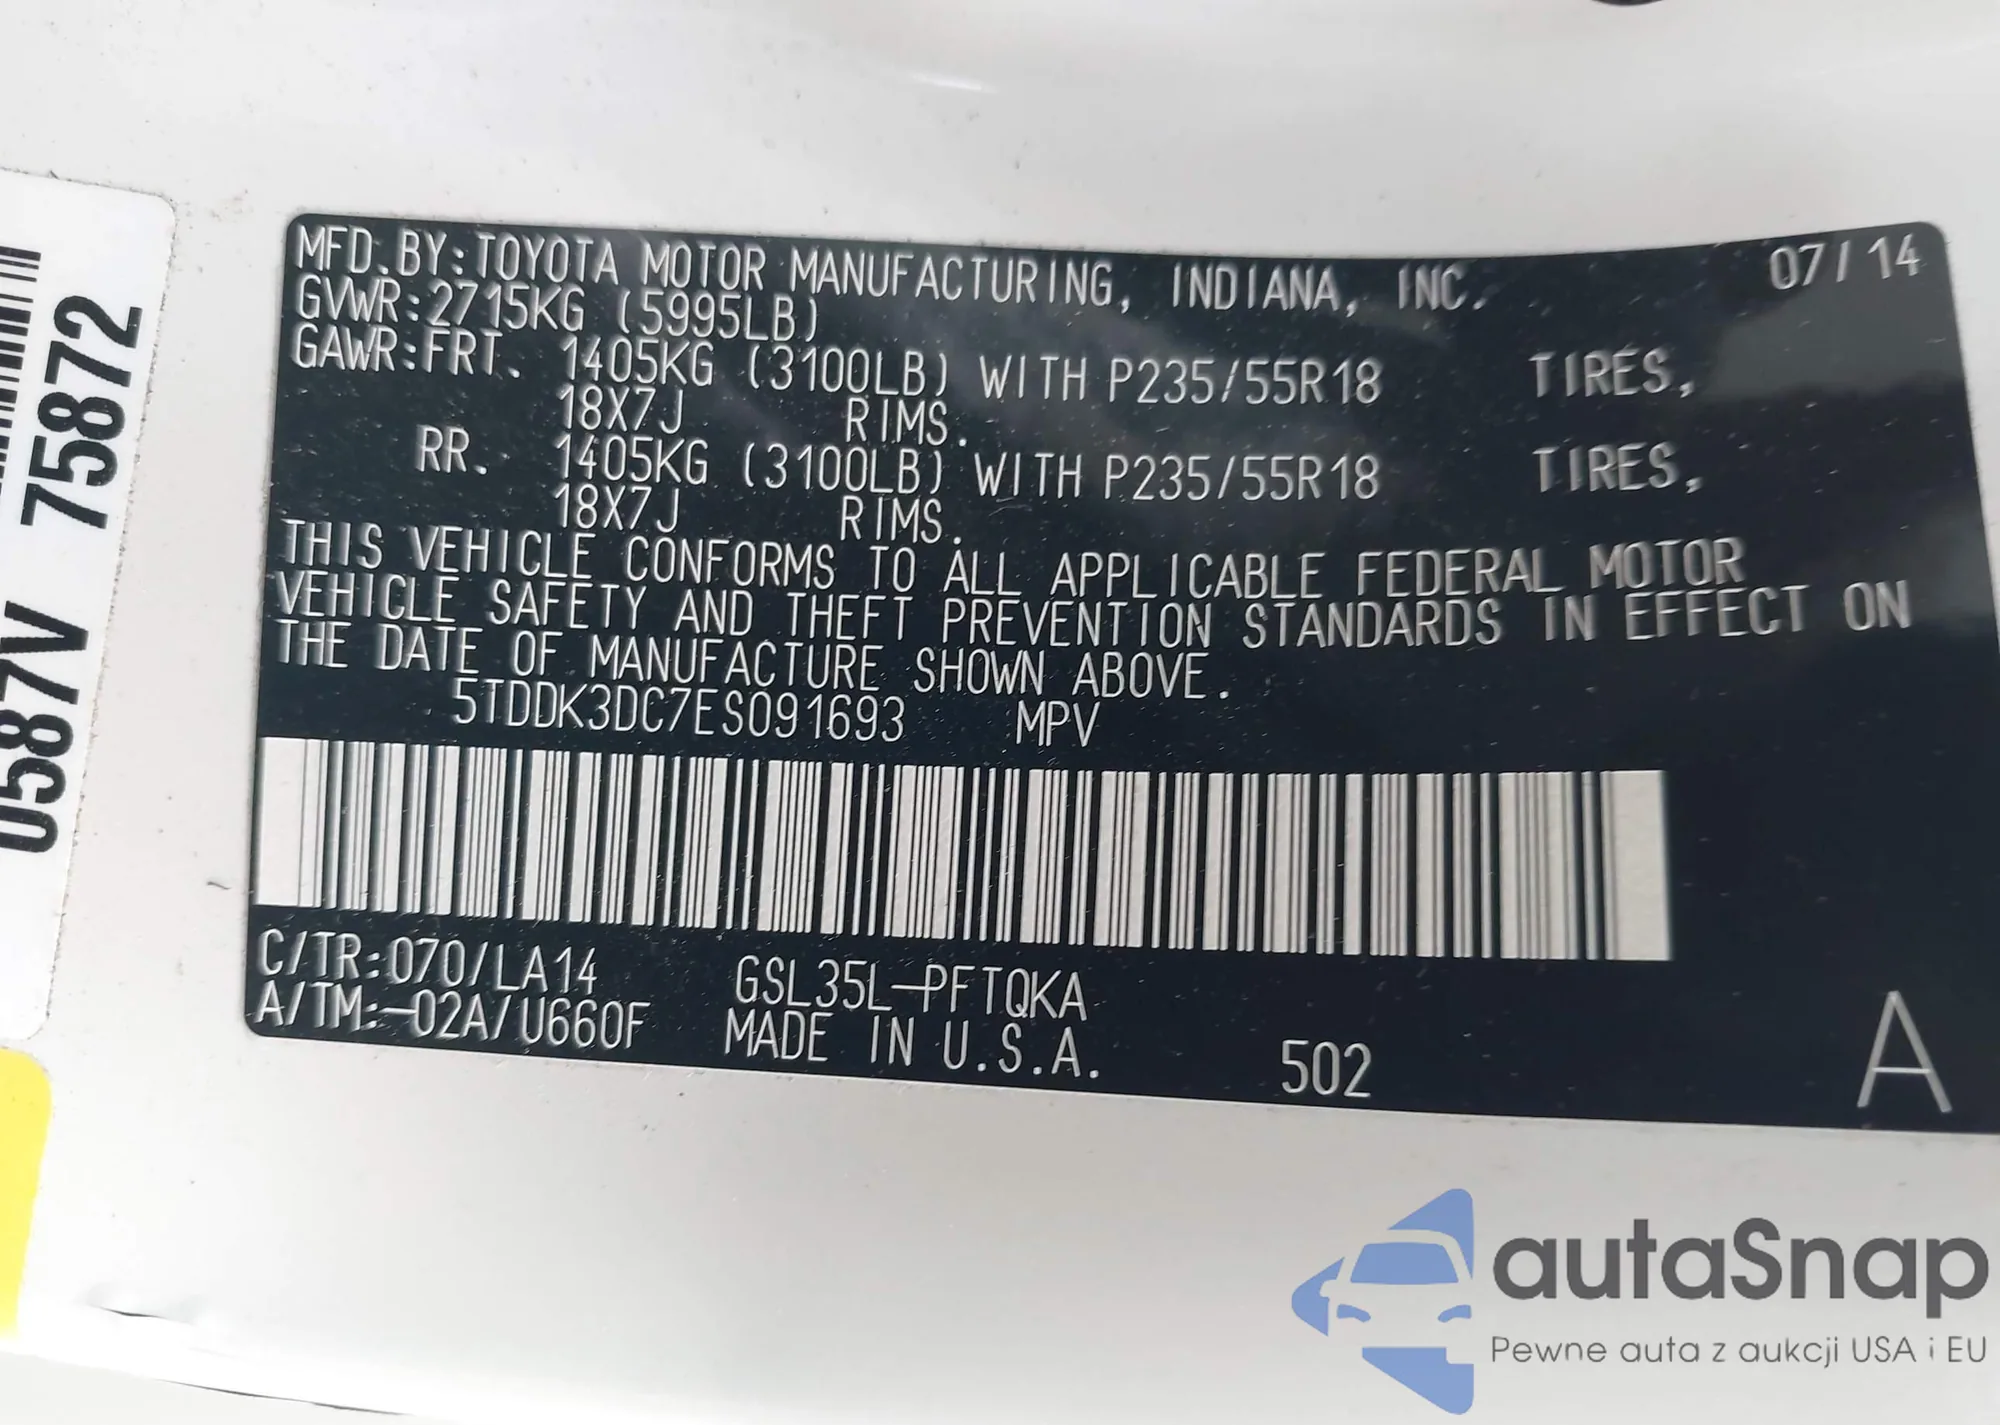 MFD.BY:TOYOTA MOTOR MANUFACTURING, INDIANA, INC. 07/14
GVWR:2715KG (5995LB)
GAWR:FRT. 1405KG (3100LB) WITH P235/55R18 TIRES,
18X7J RIMS.
RR. 1405KG (3100LB) WITH P235/55R18 TIRES,
18X7J RIMS.
THIS VEHICLE CONFORMS TO ALL APPLICABLE FEDERAL MOTOR
VEHICLE SAFETY AND THEFT PREVENTION STANDARDS IN EFFECT ON
THE DATE OF MANUFACTURE SHOWN ABOVE.
5TDDK3DC7ES091693 MPV
C/TR:070/LA14 GSL35L-PFTQKA
A/TM:-02A/U660F MADE IN U.S.A. 502 A
0587V 75872
autaSnap
Pewne auta z aukcji USA i EU